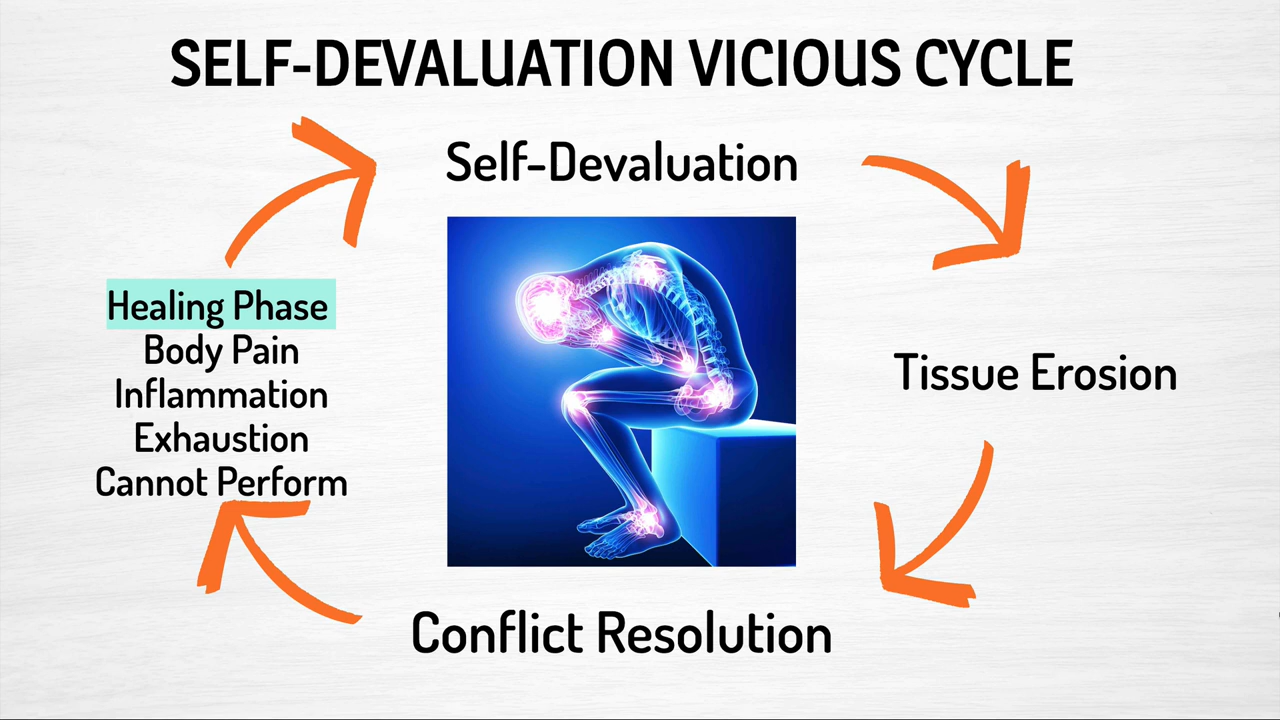 SELF-DEVALUATION VICIOUS CYCLE
Self-Devaluation
Tissue Erosion
Conflict Resolution
Healing Phase
Body Pain
Inflammation
Exhaustion
Cannot Perform